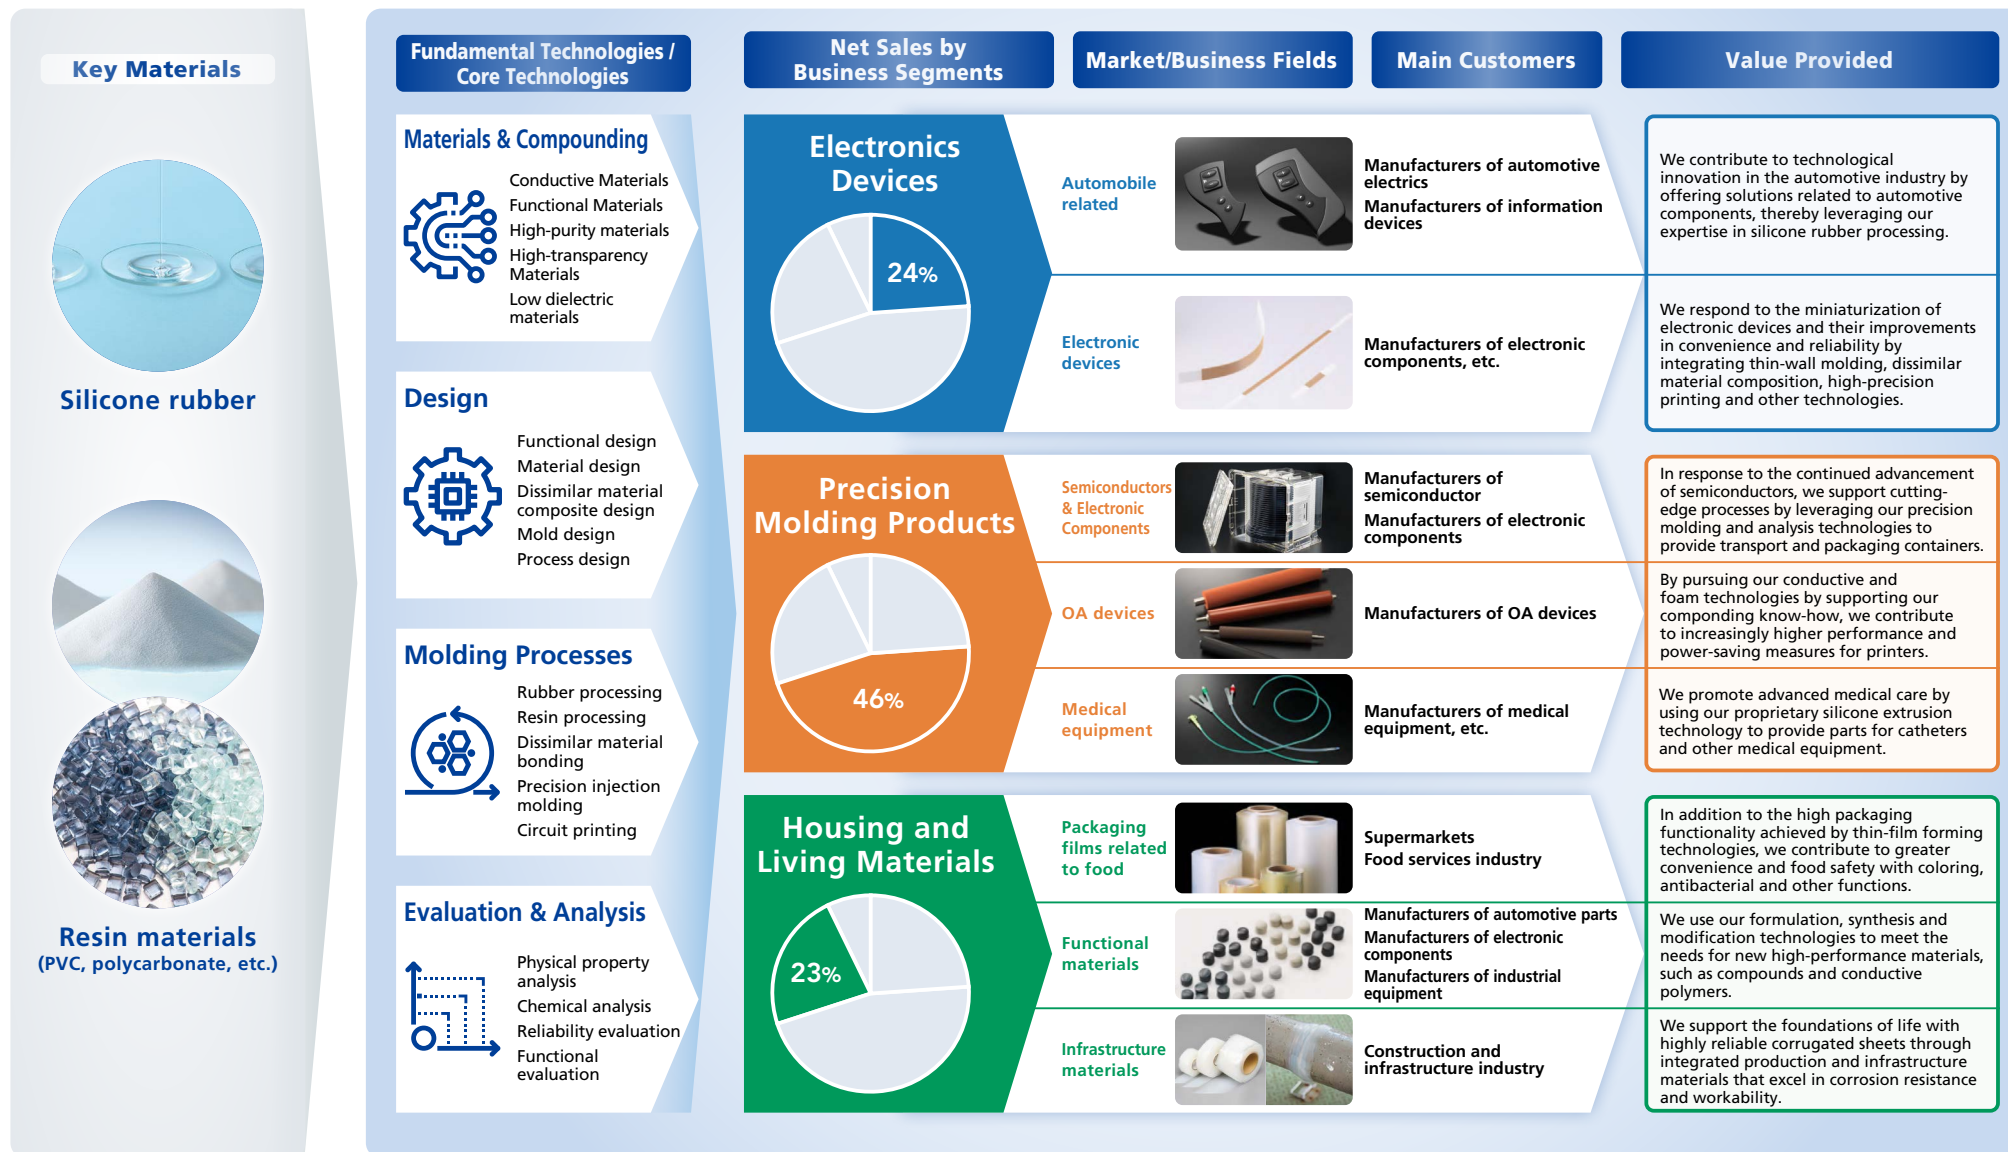 Key Materials
Silicone rubber
Resin materials
(PVC, polycarbonate, etc.)
Fundamental Technologies /
Core Technologies
Materials & Compounding
Conductive Materials
Functional Materials
High-purity materials
High-transparency
Materials
Low dielectric
materials
Design
Functional design
Material design
Dissimilar material
composite design
Mold design
Process design
Molding Processes
Rubber processing
Resin processing
Dissimilar material
bonding
Precision injection
molding
Circuit printing
Evaluation & Analysis
Physical property
analysis
Chemical analysis
Reliability evaluation
Functional
evaluation
Net Sales by
Business Segments
Market/Business Fields
Main Customers
Value Provided
Electronics
Devices
24%
Automobile
related
Manufacturers of automotive
electrics
Manufacturers of information
devices
We contribute to technological
innovation in the automotive industry by
offering solutions related to automotive
components, thereby leveraging our
expertise in silicone rubber processing.
Electronic
devices
Manufacturers of electronic
components, etc.
We respond to the miniaturization of
electronic devices and their improvements
in convenience and reliability by
integrating thin-wall molding, dissimilar
material composition, high-precision
printing and other technologies.
Precision
Molding Products
46%
Semiconductors
& Electronic
Components
Manufacturers of
semiconductor
Manufacturers of electronic
components
In response to the continued advancement
of semiconductors, we support cutting-
edge processes by leveraging our precision
molding and analysis technologies to
provide transport and packaging containers.
OA devices
Manufacturers of OA devices
By pursuing our conductive and
foam technologies by supporting our
componding know-how, we contribute
to increasingly higher performance and
power-saving measures for printers.
Medical
equipment
Manufacturers of medical
equipment, etc.
We promote advanced medical care by
using our proprietary silicone extrusion
technology to provide parts for catheters
and other medical equipment.
Housing and
Living Materials
23%
Packaging
films related
to food
Supermarkets
Food services industry
In addition to the high packaging
functionality achieved by thin-film forming
technologies, we contribute to greater
convenience and food safety with coloring,
antibacterial and other functions.
Functional
materials
Manufacturers of automotive parts
Manufacturers of electronic
components
Manufacturers of industrial
equipment
We use our formulation, synthesis and
modification technologies to meet the
needs for new high-performance materials,
such as compounds and conductive
polymers.
Infrastructure
materials
Construction and
infrastructure industry
We support the foundations of life with
highly reliable corrugated sheets through
integrated production and infrastructure
materials that excel in corrosion resistance
and workability.